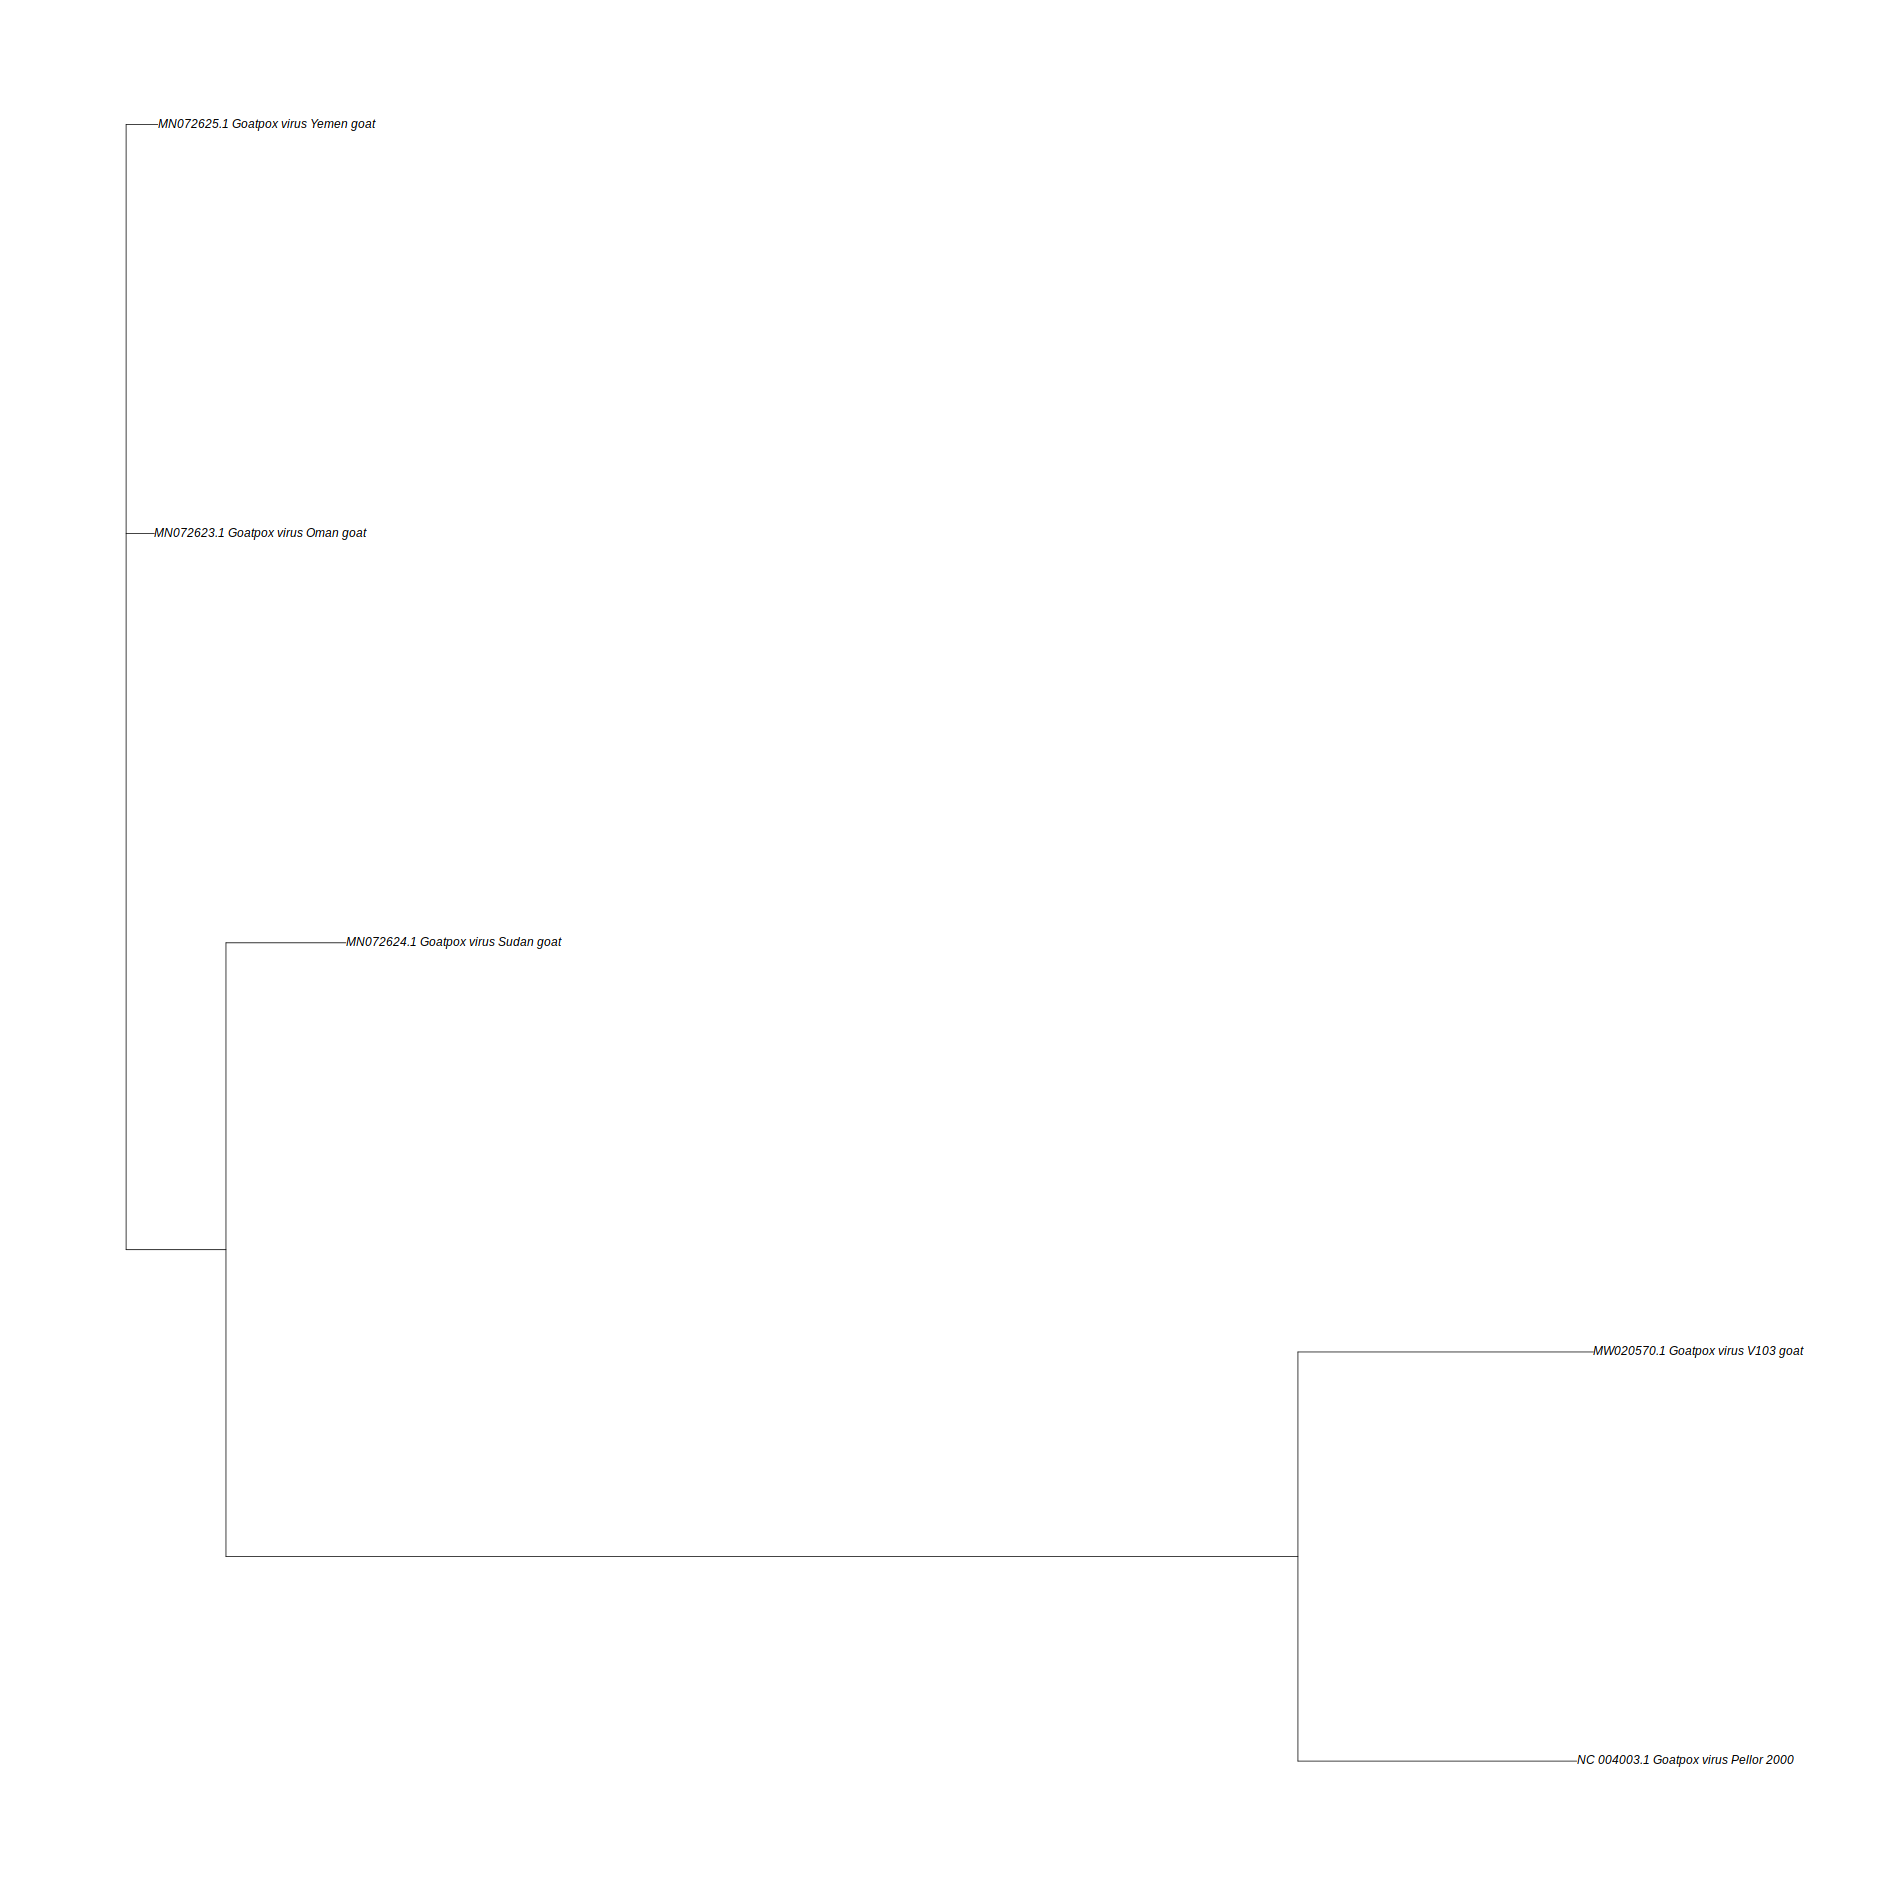 MN072625.1 Goatpox virus Yemen goat
MN072623.1 Goatpox virus Oman goat
MN072624.1 Goatpox virus Sudan goat
MW020570.1 Goatpox virus V103 goat
NC 004003.1 Goatpox virus Pellor 2000